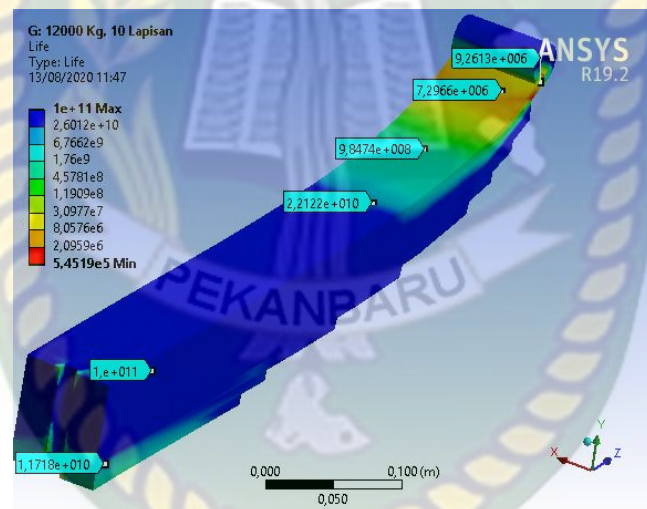 G: 12000 Kg, 10 Lapisan
Life
Type: Life
13/08/2020 11:47
ANSYS
R19.2
1e+11 Max
2,6012e+10
6,7662e9
1,76e9
4,5781e8
1,1909e8
3,0977e7
8,0576e6
2,0959e6
5,4519e5 Min
9,2613e+006
7,2966e+006
9,8474e+008
2,2122e+010
PEKANBARU
1,e+011
1,1718e+010
0,000
0,100 (m)
0,050
Y
X
Z